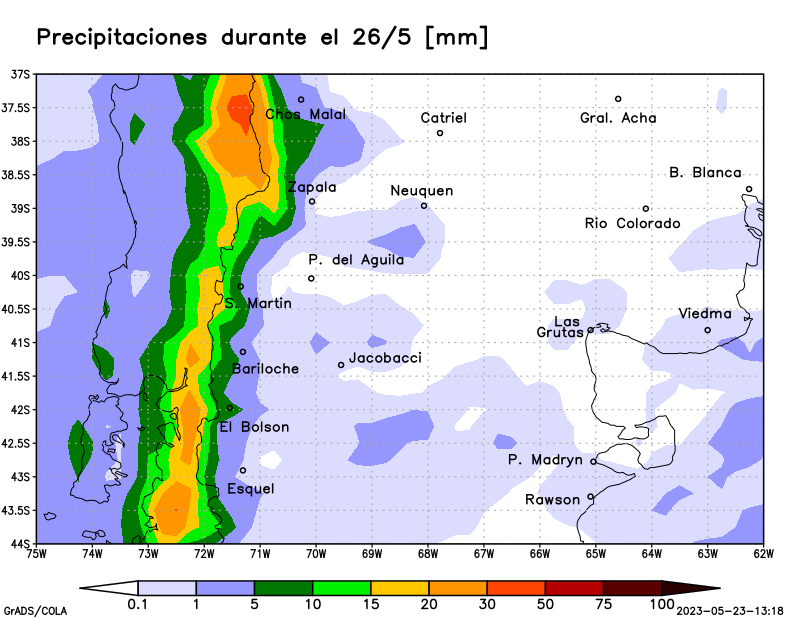 Precipitaciones durante el 26/5 [mm]
37S
37.5S
38S
38.5S
39S
39.5S
40S
40.5S
41S
41.5S
42S
42.5S
43S
43.5S
44S
Chos Malal
Catriel
Gral. Acha
B. Blanca
Zapala
Neuquen
Rio Colorado
P. del Aguila
S. Martin
Viedma
Las
Grutas
Bariloche
Jacobacci
El Bolson
P. Madryn
Esquel
Rawson
75W 74W 73W 72W 71W 70W 69W 68W 67W 66W 65W 64W 63W 62W
0.1 1 5 10 15 20 30 50 75 100
GrADS/COLA
2023-05-23-13:18